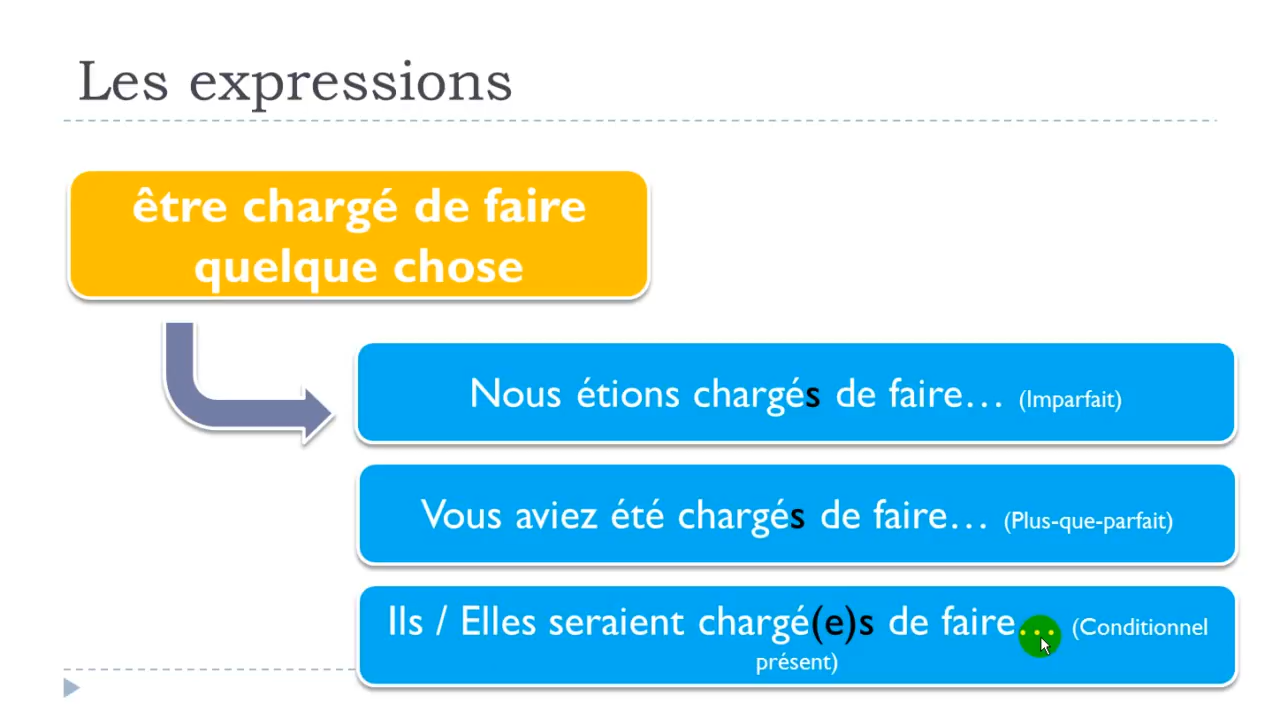 Les expressions
être chargé de faire
quelque chose
Nous étions chargés de faire… (Imparfait)
Vous aviez été chargés de faire… (Plus-que-parfait)
Ils / Elles seraient chargé(e)s de faire… (Conditionnel
présent)